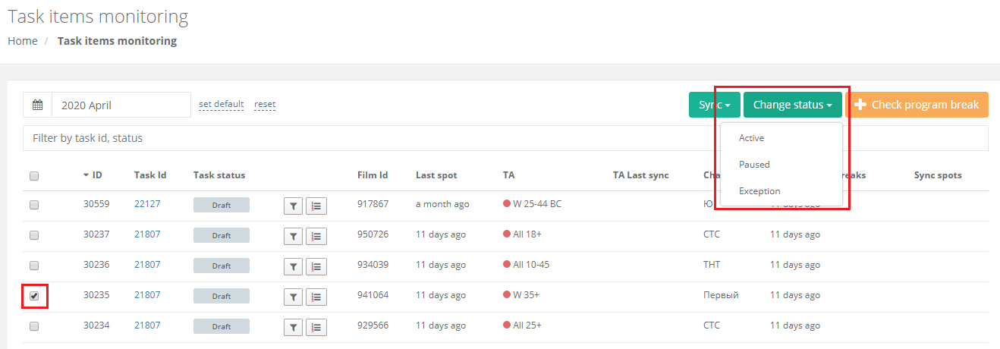 Task items monitoring
Home / Task items monitoring
2020 April set default reset Sync Change status Check program break
Filter by task id, status
Active
Paused
Exception
ID Task Id Task status Film Id Last spot TA TA Last sync Sync spots
30559 22127 Draft 917867 a month ago W 25-44 BC 11 days ago
30237 21807 Draft 950726 11 days ago All 18+ СТС 11 days ago
30236 21807 Draft 934039 11 days ago All 10-45 ТНТ 11 days ago
30235 21807 Draft 941064 11 days ago W 35+ Первый 11 days ago
30234 21807 Draft 929566 11 days ago All 25+ СТС 11 days ago